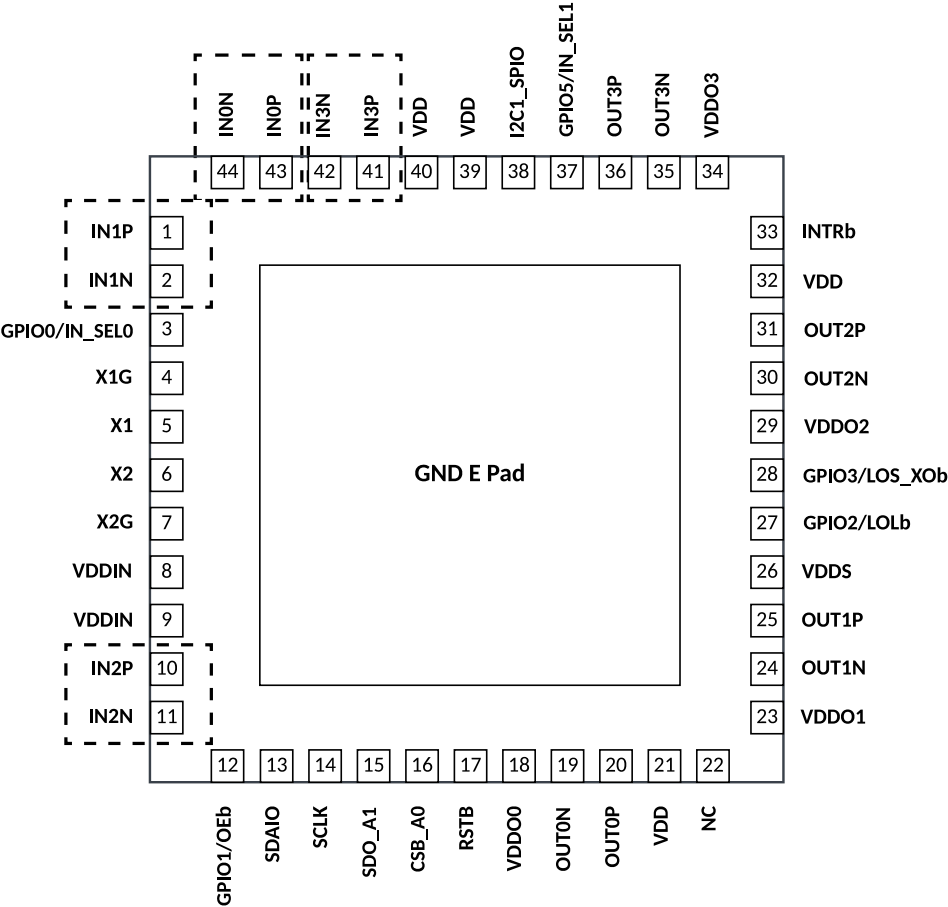 IN0N
IN0P
IN3N
IN3P
VDD
VDD
I2C1_SPIO
GPIO5/IN_SEL1
OUT3P
OUT3N
VDDO3
44 43 42 41 40 39 38 37 36 35 34
IN1P 1
IN1N 2
GPIO0/IN_SEL0 3
X1G 4
X1 5
X2 6
X2G 7
VDDIN 8
VDDIN 9
IN2P 10
IN2N 11
GND E Pad
33 INTRb
32 VDD
31 OUT2P
30 OUT2N
29 VDDO2
28 GPIO3/LOS_XOb
27 GPIO2/LOLb
26 VDDS
25 OUT1P
24 OUT1N
23 VDDO1
12 13 14 15 16 17 18 19 20 21 22
GPIO1/OEb
SDAIO
SCLK
SDO_A1
CSB_A0
RSTB
VDDO0
OUT0N
OUT0P
VDD
NC